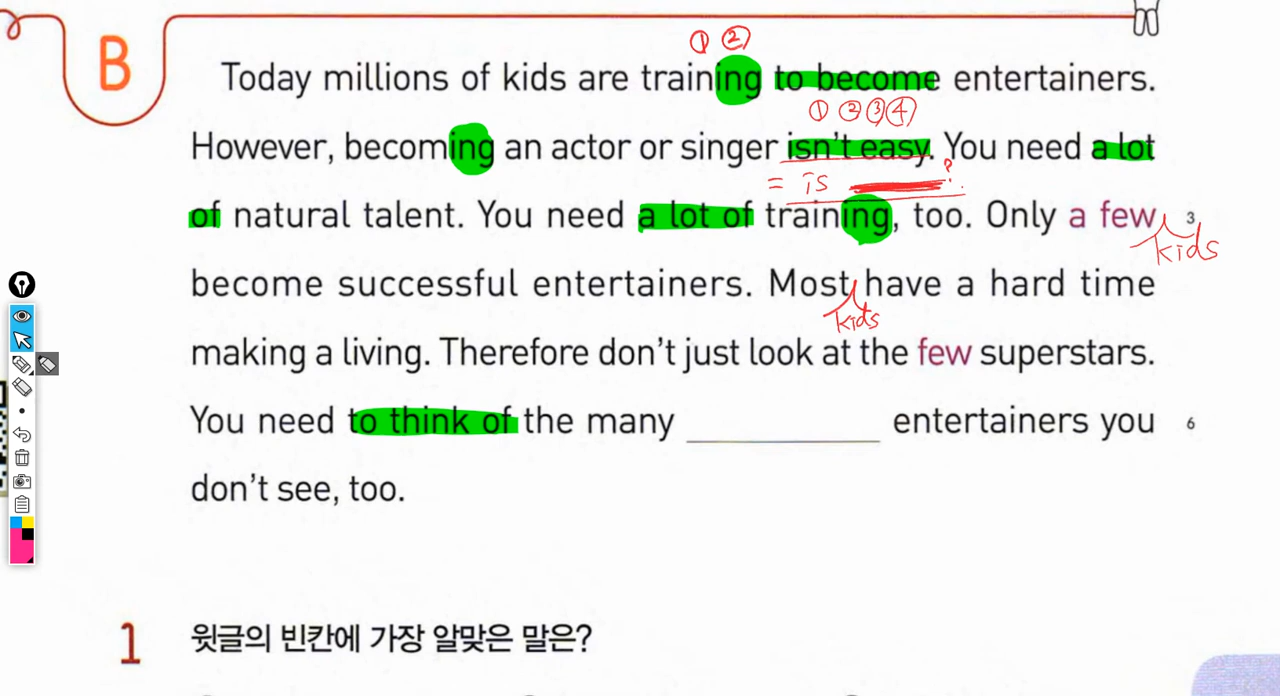 B
① ②
Today millions of kids are training to become entertainers.
① ② ③ ④
However, becoming an actor or singer isn't easy. You need a lot
= is ?
of natural talent. You need a lot of training, too. Only a few 3
kids
become successful entertainers. Most have a hard time
kids
making a living. Therefore don't just look at the few superstars.
You need to think of the many ________ entertainers you 6
don't see, too.
1 윗글의 빈칸에 가장 알맞은 말은?